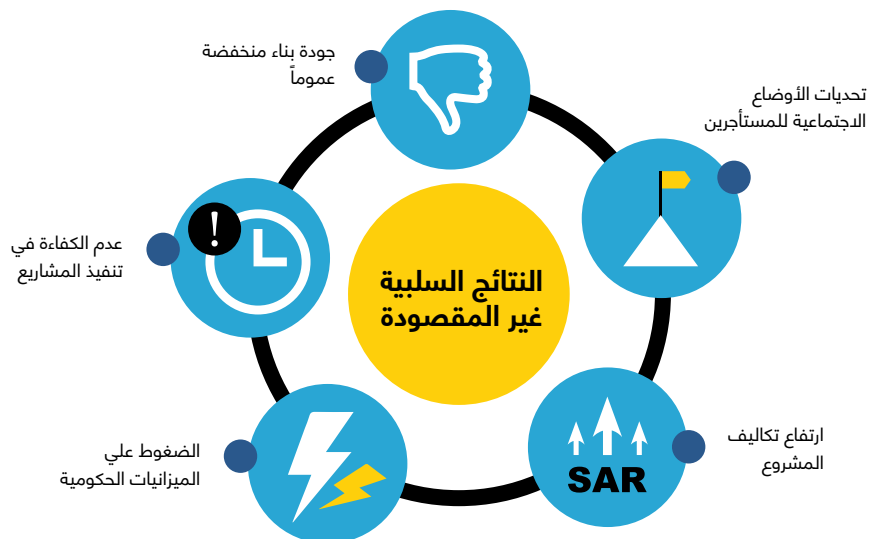 جودة بناء منخفضة
عموماً
تحديات الأوضاع
الاجتماعية للمستأجرين
!
عدم الكفاءة في
تنفيذ المشاريع
النتائج السلبية
غير المقصودة
ارتفاع تكاليف
المشروع
SAR
الضغوط علي
الميزانيات الحكومية